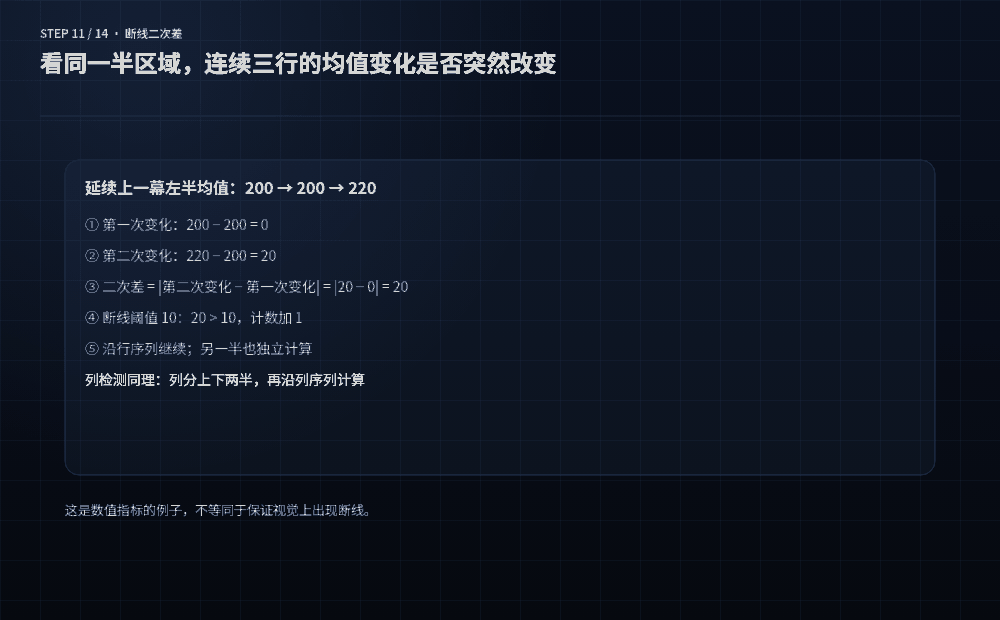 STEP 11 / 14 · 断线二次差
看同一半区域，连续三行的均值变化是否突然改变
延续上一幕左半均值：200 → 200 → 220
① 第一次变化：200 − 200 = 0
② 第二次变化：220 − 200 = 20
③ 二次差 = |第二次变化 − 第一次变化| = |20 − 0| = 20
④ 断线阈值 10：20 > 10，计数加 1
⑤ 沿行序列继续；另一半也独立计算
列检测同理：列分上下两半，再沿列序列计算
这是数值指标的例子，不等同于保证视觉上出现断线。